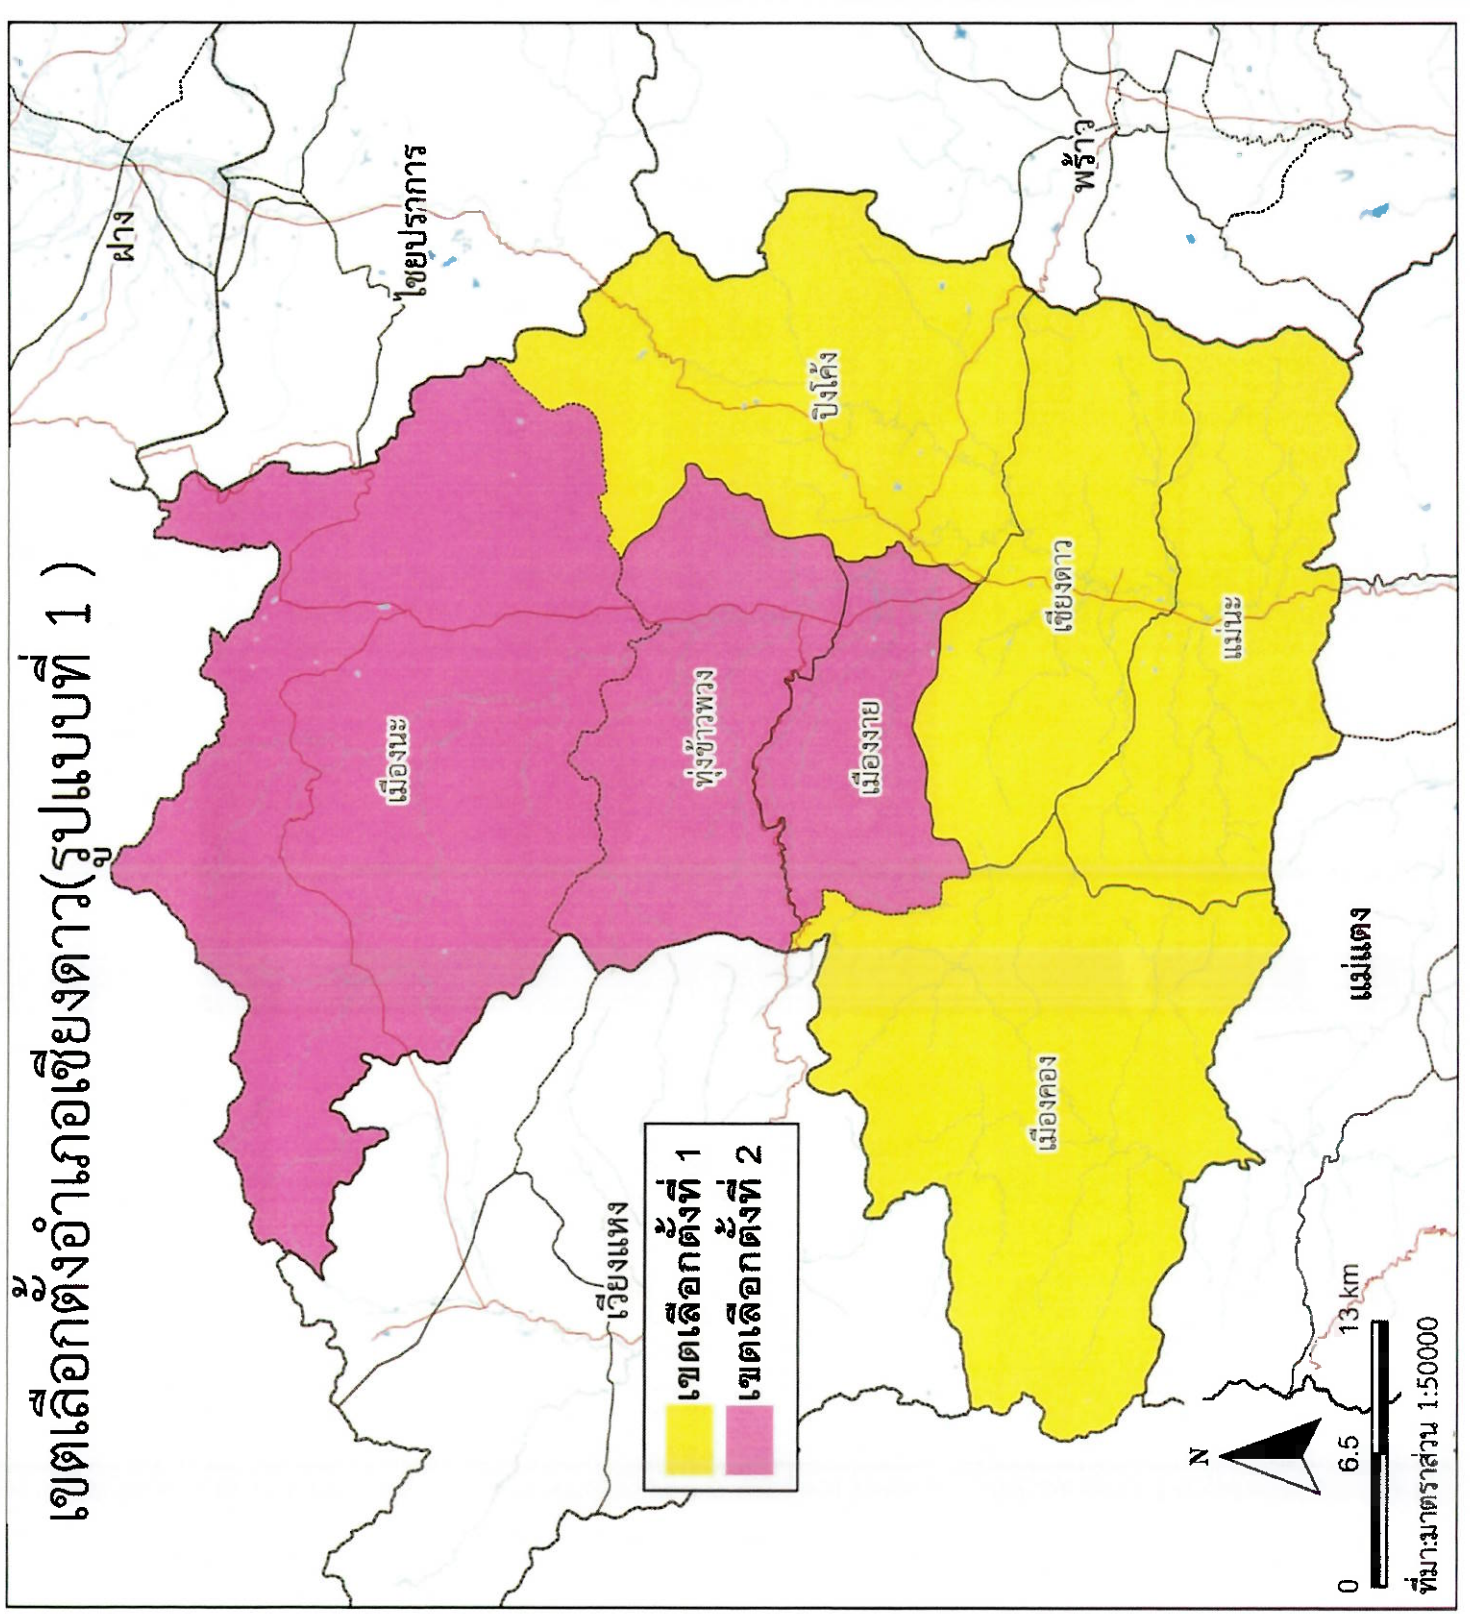 เขตเลือกตั้งอำเภอเชียงดาว(รูปแบบที่ 1 )
ฝาง
ไชยปราการ
เมืองนะ
ปิงโค้ง
ทุ่งข้าวพวง
พร้าว
เมืองงาย
เชียงดาว
เวียงแหง
แม่นะ
เมืองคอง
แม่แตง
เขตเลือกตั้งที่ 1
เขตเลือกตั้งที่ 2
N
0 6.5 13 km
ที่มา:มาตราส่วน 1:50000